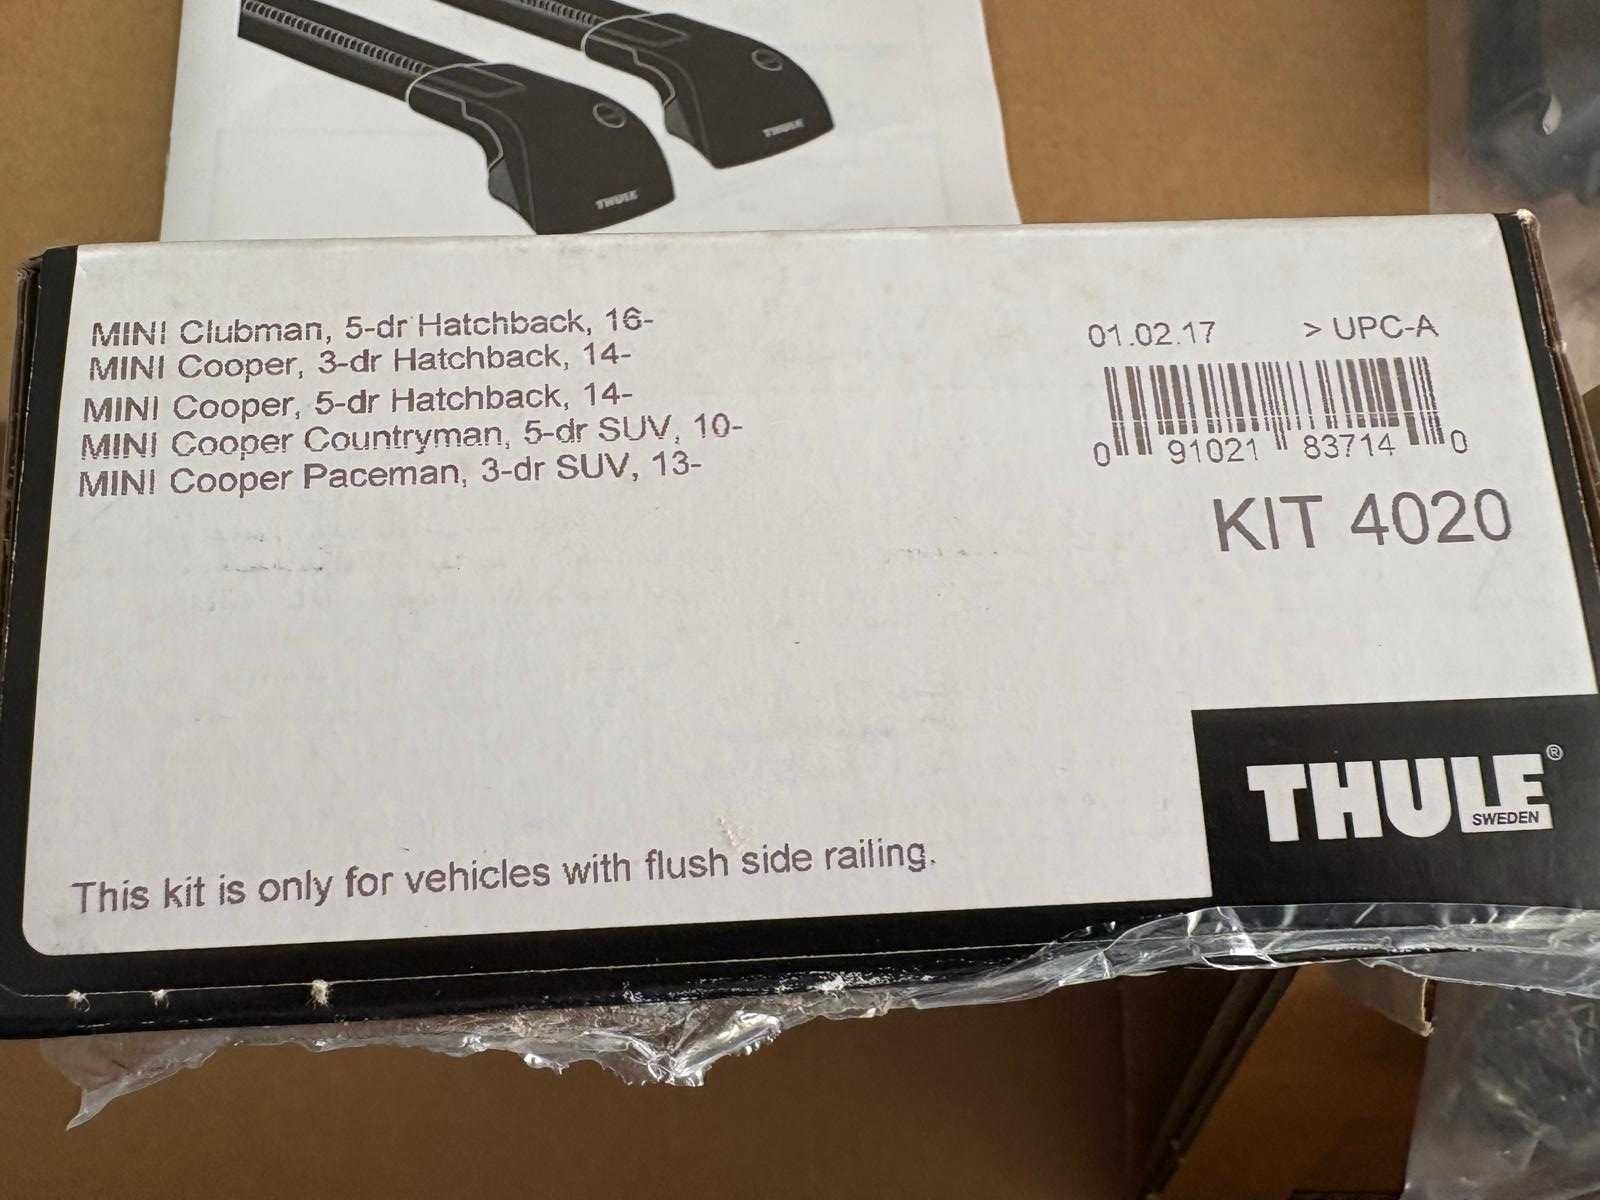 THULE
THULE
MINI Clubman, 5-dr Hatchback, 16-
MINI Cooper, 3-dr Hatchback, 14-
MINI Cooper, 5-dr Hatchback, 14-
MINI Cooper Countryman, 5-dr SUV, 10-
MINI Cooper Paceman, 3-dr SUV, 13-
01.02.17 > UPC-A
0 91021 83714 0
KIT 4020
This kit is only for vehicles with flush side railing.
THULE®
SWEDEN